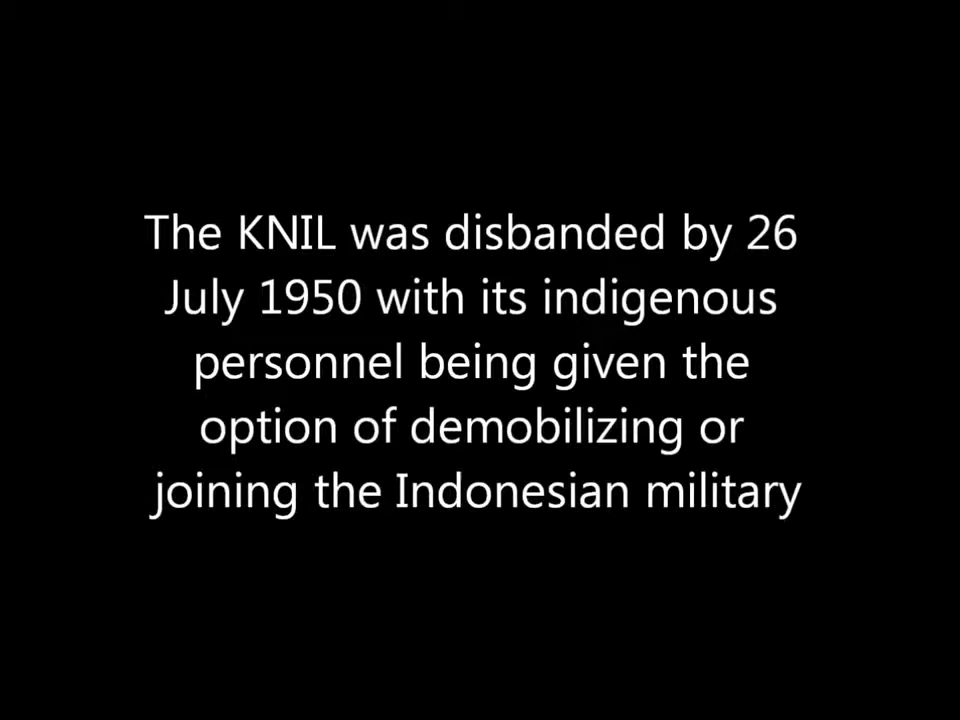 The KNIL was disbanded by 26
July 1950 with its indigenous
personnel being given the
option of demobilizing or
joining the Indonesian military